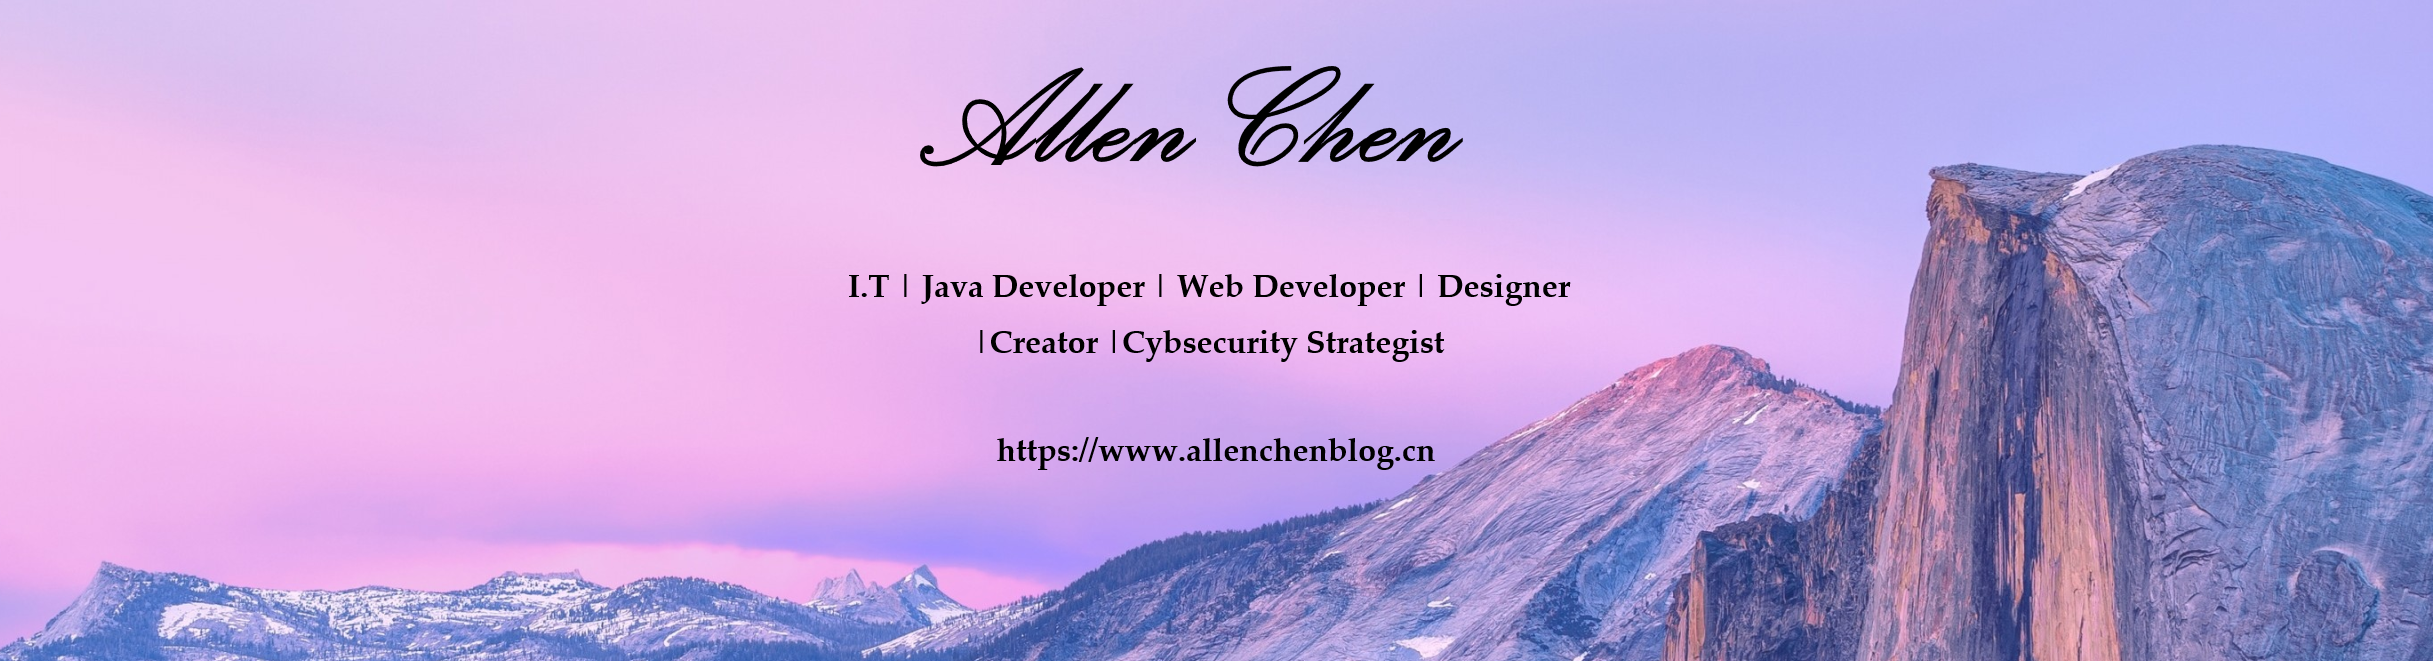 Allen Chen
I.T | Java Developer | Web Developer | Designer
|Creator |Cybsecurity Strategist
https://www.allenchenblog.cn